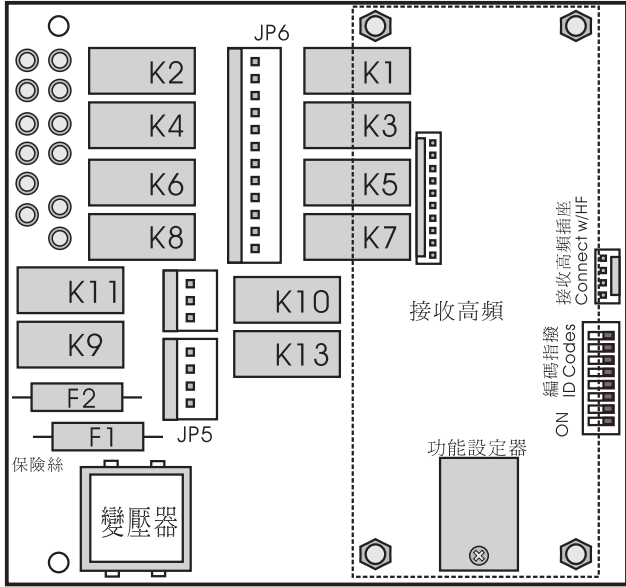 JP6
K2
K1
K4
K3
K6
K5
K8
K7
接收高頻插座
Connect w/HF
K11
K10
接收高頻
K9
K13
編碼指撥
ID Codes
ON
F2
F1
JP5
保險絲
功能設定器
變壓器